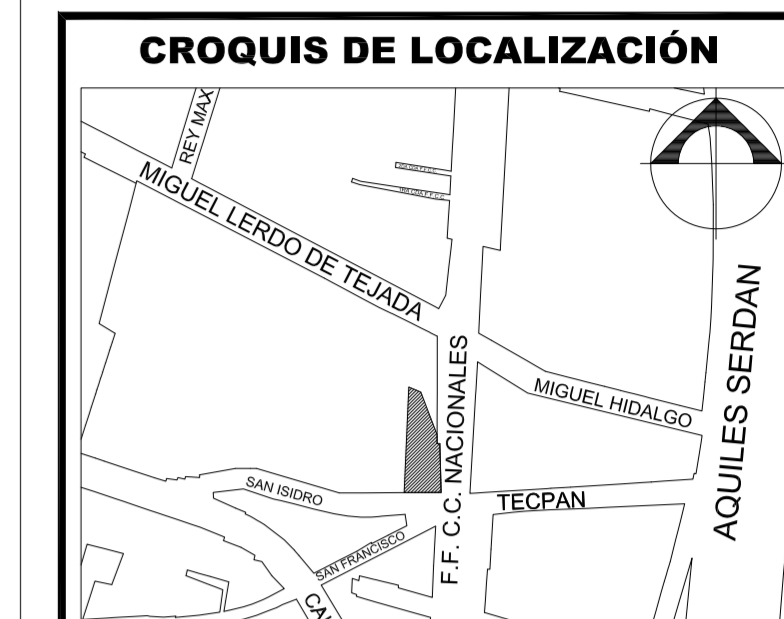 CROQUIS DE LOCALIZACIÓN
REY MAX
MIGUEL LERDO DE TEJADA
F.F. C.C. NACIONALES
MIGUEL HIDALGO
AQUILES SERDAN
SAN ISIDRO
TECPAN
SAN FRANCISCO